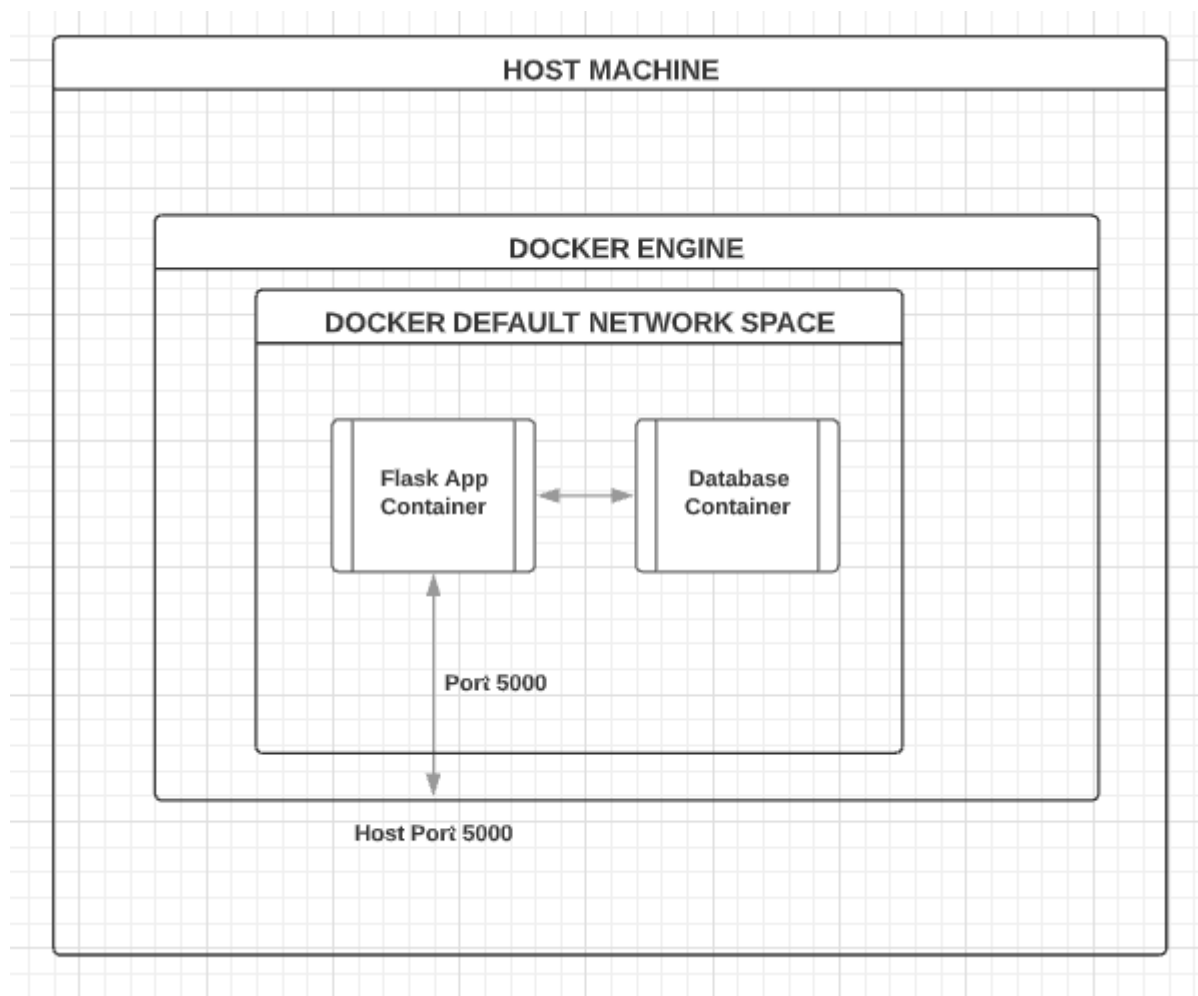 HOST MACHINE
DOCKER ENGINE
DOCKER DEFAULT NETWORK SPACE
Flask App
Container
Database
Container
Port 5000
Host Port 5000